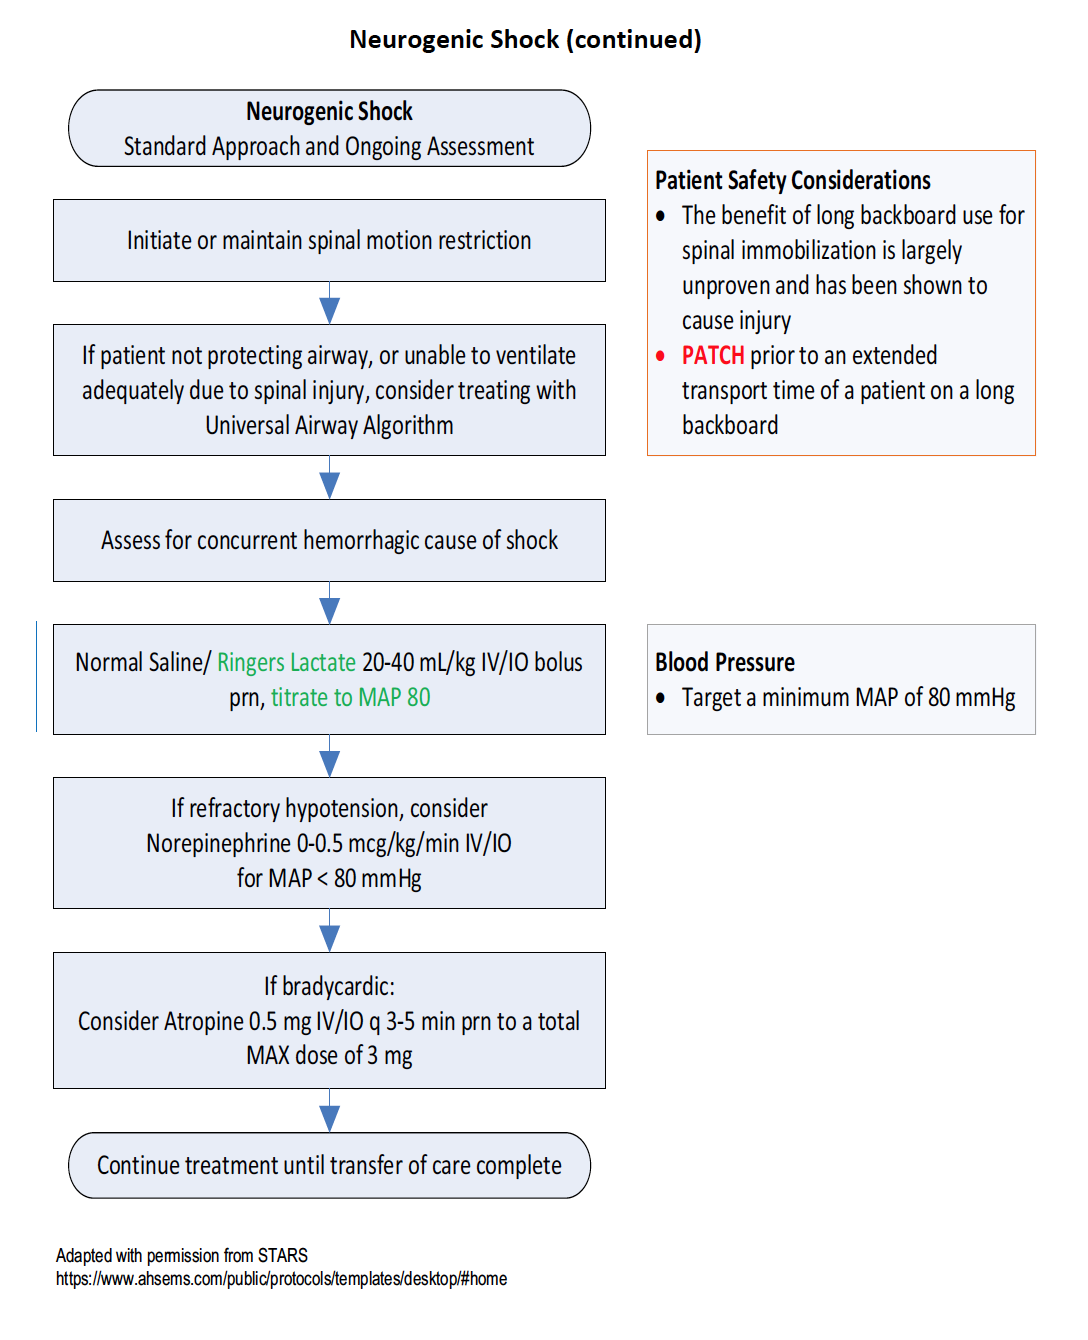 Neurogenic Shock (continued)
Neurogenic Shock
Standard Approach and Ongoing Assessment
Initiate or maintain spinal motion restriction
If patient not protecting airway, or unable to ventilate
adequately due to spinal injury, consider treating with
Universal Airway Algorithm
Assess for concurrent hemorrhagic cause of shock
Normal Saline/ Ringers Lactate 20-40 mL/kg IV/IO bolus
prn, titrate to MAP 80
If refractory hypotension, consider
Norepinephrine 0-0.5 mcg/kg/min IV/IO
for MAP < 80 mmHg
If bradycardic:
Consider Atropine 0.5 mg IV/IO q 3-5 min prn to a total
MAX dose of 3 mg
Continue treatment until transfer of care complete
Patient Safety Considerations
• The benefit of long backboard use for
spinal immobilization is largely
unproven and has been shown to
cause injury
• PATCH prior to an extended
transport time of a patient on a long
backboard
Blood Pressure
• Target a minimum MAP of 80 mmHg
Adapted with permission from STARS
https://www.ahsems.com/public/protocols/templates/desktop/#home